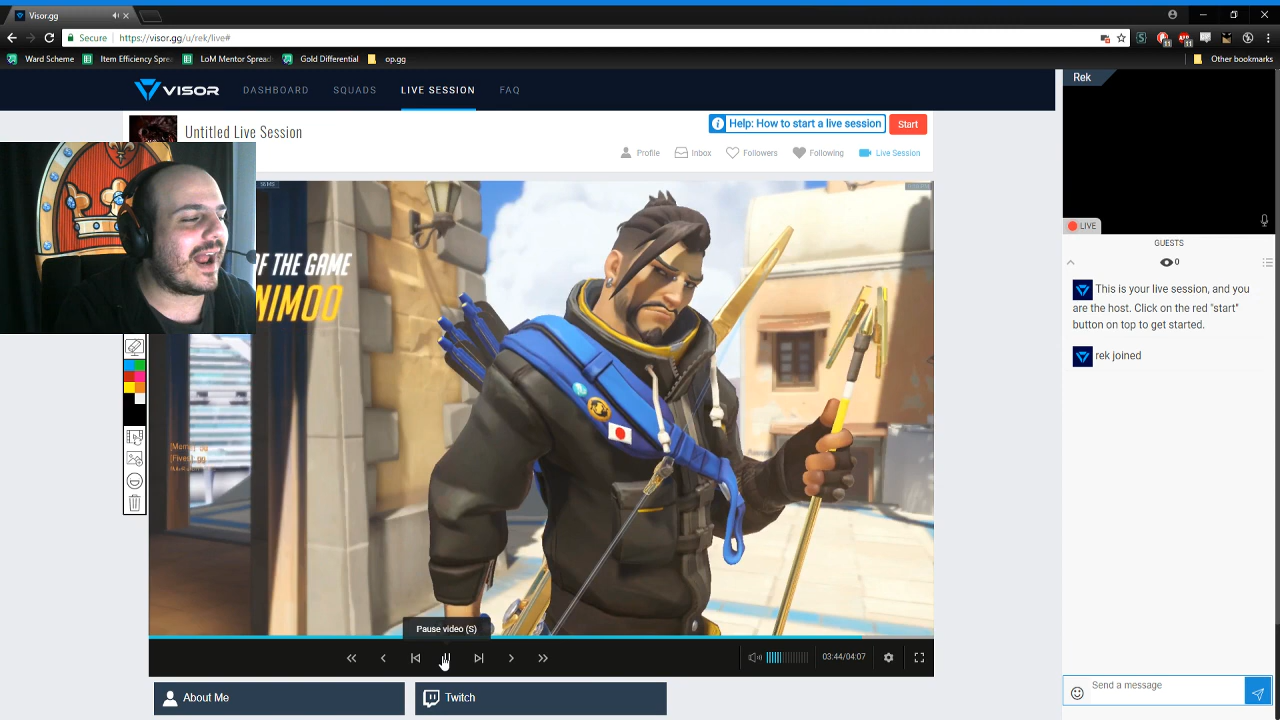 Visor.gg
Secure https://visor.gg/u/rek/live#
Ward Scheme Item Efficiency Spre LoM Mentor Spread Gold Differential op.gg Other bookmarks
VISOR DASHBOARD SQUADS LIVE SESSION FAQ
Rek
Untitled Live Session
Help: How to start a live session Start
Profile Inbox Followers Following Live Session
LIVE
GUESTS
0
This is your live session, and you
are the host. Click on the red "start"
button on top to get started.
rek joined
OF THE GAME
NIMOO
Pause video (S)
03:44/04:07
About Me Twitch
Send a message